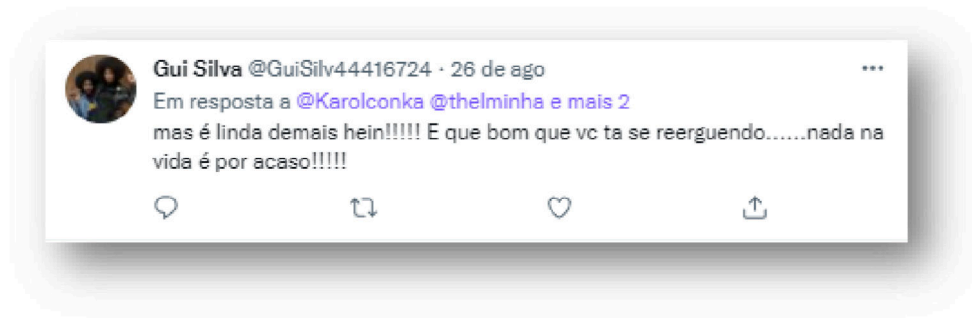 Gui Silva @GuiSilv44416724 · 26 de ago
Em resposta a @Karolconka @thelminha e mais 2
mas é linda demais hein!!!!! E que bom que vc ta se reerguendo......nada na
vida é por acaso!!!!!